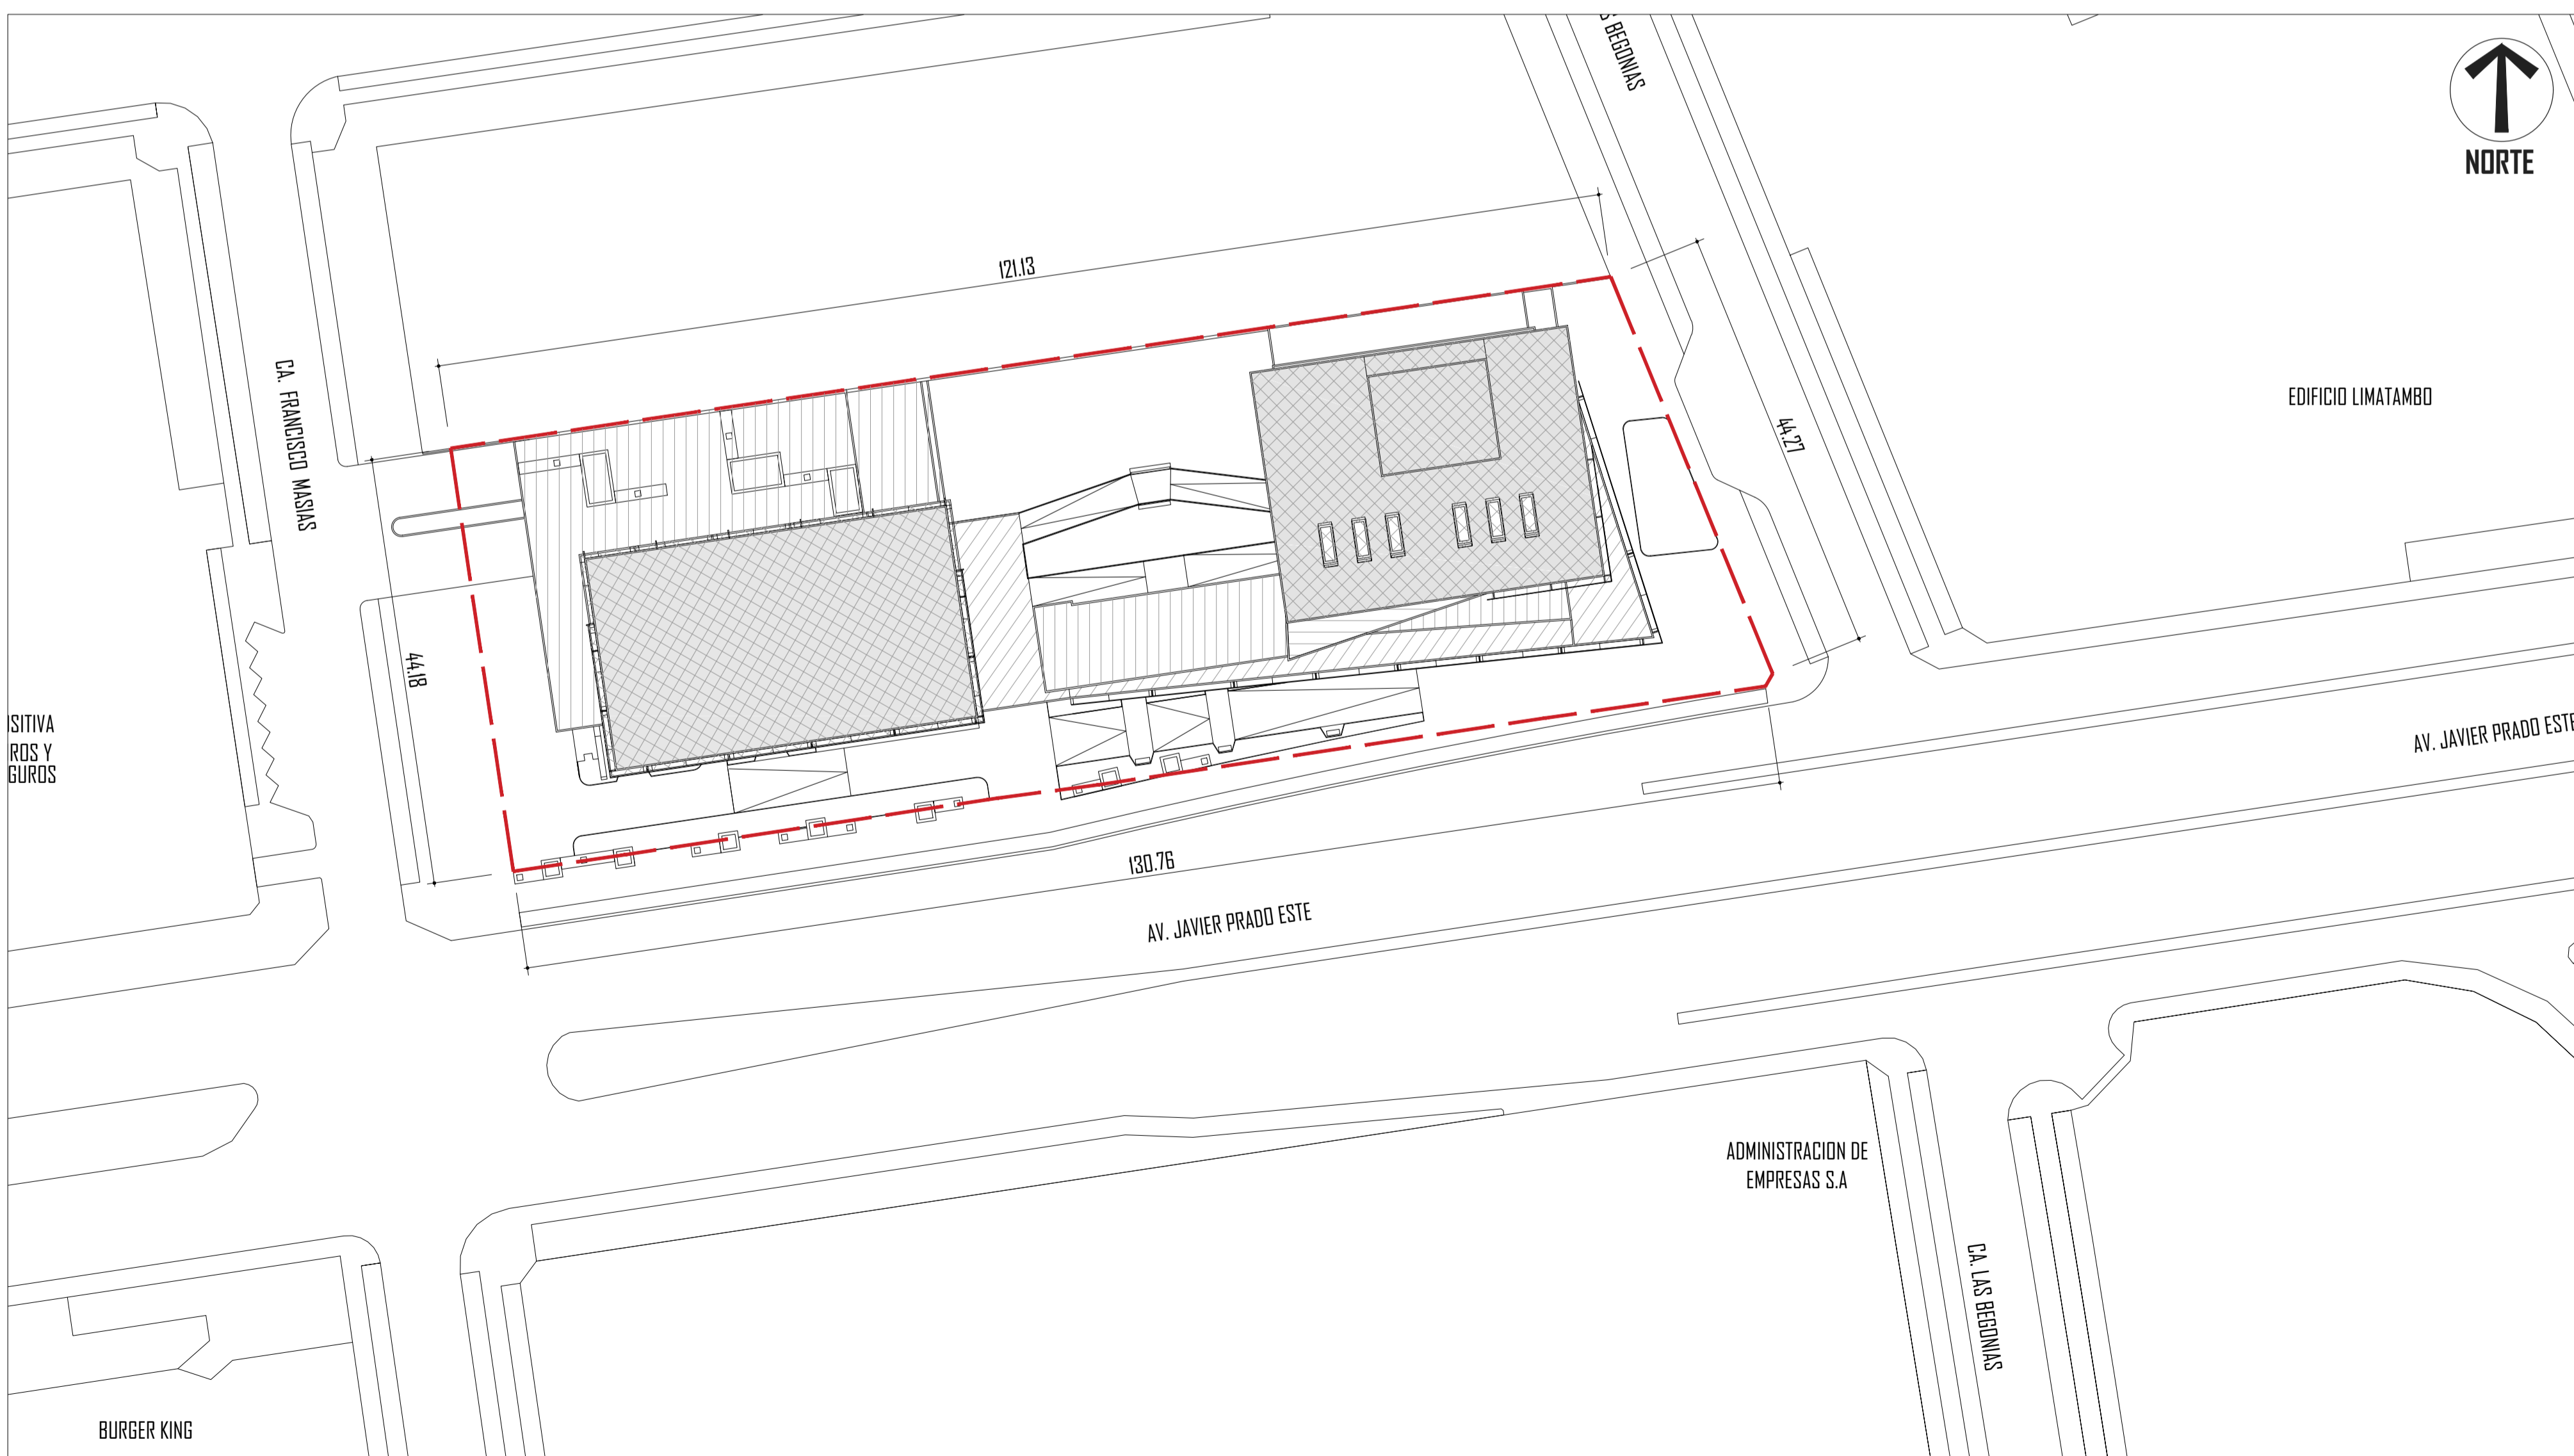 S BEGONIAS
NORTE
121.13
CA. FRANCISCO MASIAS
EDIFICIO LIMATAMBO
44.27
44.18
ISITIVA
ROS Y
GUROS
AV. JAVIER PRADO ESTE
130.76
AV. JAVIER PRADO ESTE
ADMINISTRACION DE
EMPRESAS S.A
CA. LAS BEGONIAS
BURGER KING